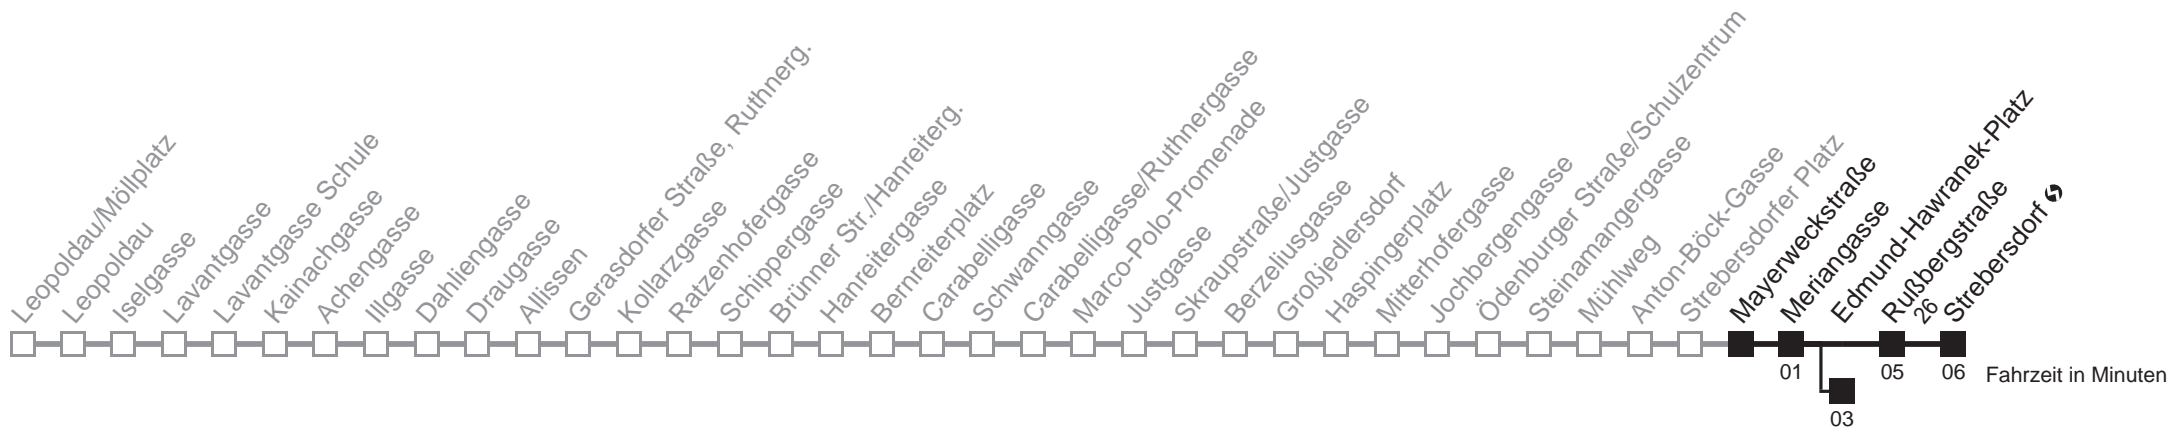 Leopoldau/Möllplatz
Leopoldau
Iselgasse
Lavantgasse
Lavantgasse Schule
Kainachgasse
Achengasse
Illgasse
Dahliengasse
Draugasse
Allissen
Gerasdorfer Straße, Ruthnerg.
Kollarzgasse
Ratzenhofergasse
Schippergasse
Brünner Str./Hanreiterg.
Hanreitergasse
Bernreiterplatz
Carabelligasse
Schwanngasse
Carabelligasse/Ruthnergasse
Marco-Polo-Promenade
Justgasse
Skraupstraße/Justgasse
Berzeliusgasse
Großjedlersdorf
Haspingerplatz
Mitterhofergasse
Jochbergengasse
Ödenburger Straße/Schulzentrum
Steinamangergasse
Mühlweg
Anton-Böck-Gasse
Strebersdorfer Platz
Mayerweckstraße
Meriangasse
Edmund-Hawranek-Platz
Rußbergstraße
26
Strebersdorf
01
03
05
06
Fahrzeit in Minuten